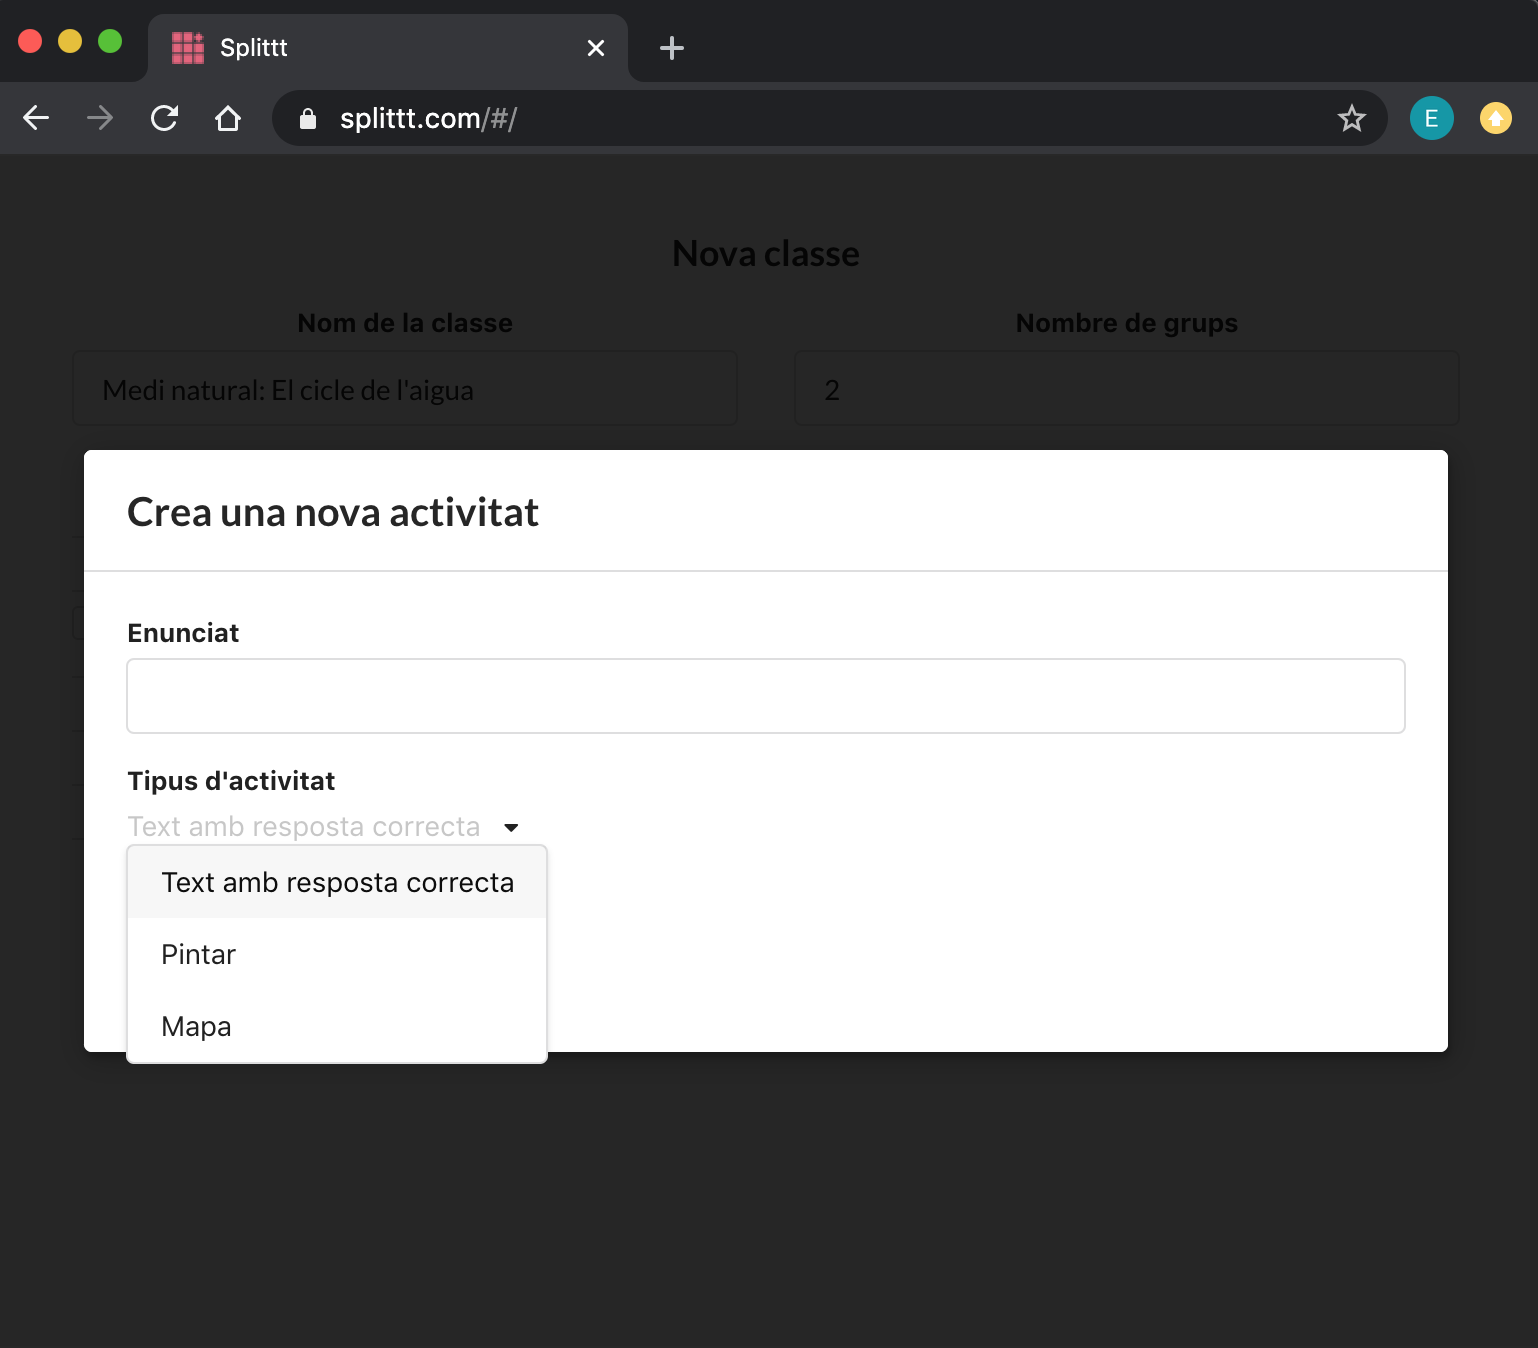 Splittt
splittt.com/#/
E
Nova classe
Nom de la classe
Nombre de grups
Medi natural: El cicle de l'aigua
2
Crea una nova activitat
Enunciat
Tipus d'activitat
Text amb resposta correcta
Text amb resposta correcta
Pintar
Mapa